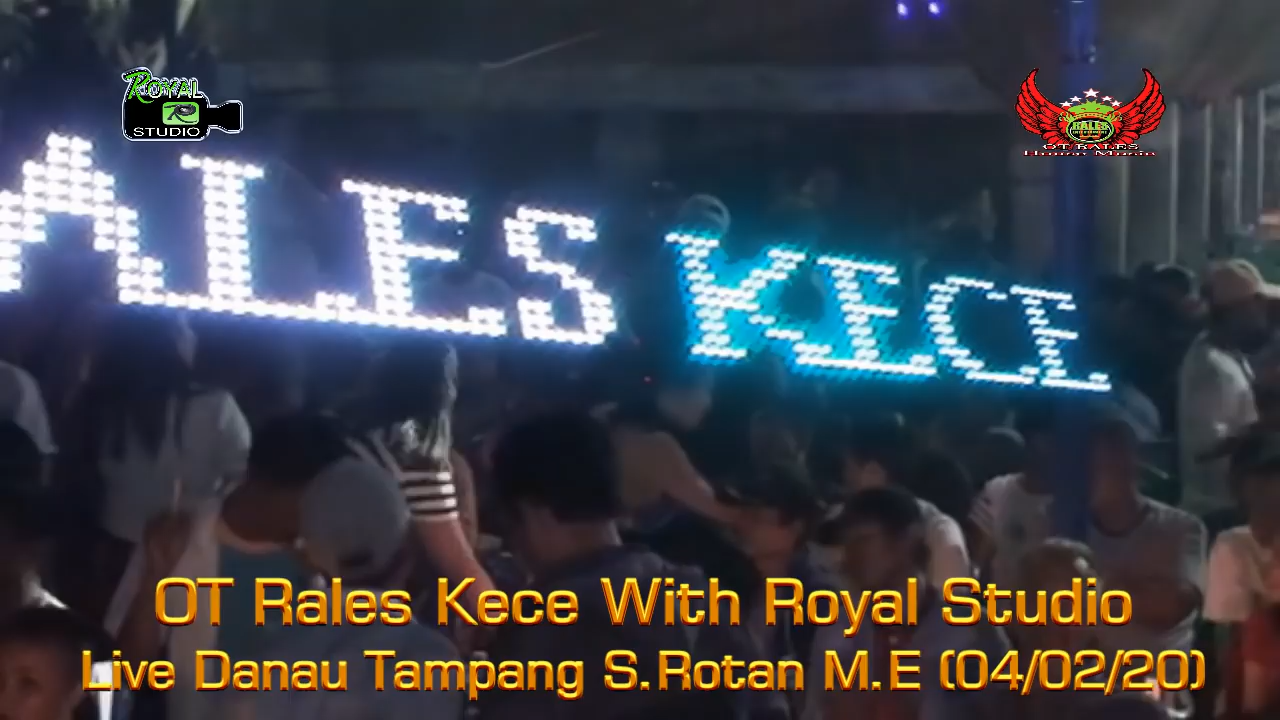 ROYAL
R
STUDIO
RALES
OT RALES
ALES KECE
OT Rales Kece With Royal Studio
Live Danau Tampang S.Rotan M.E (04/02/20)